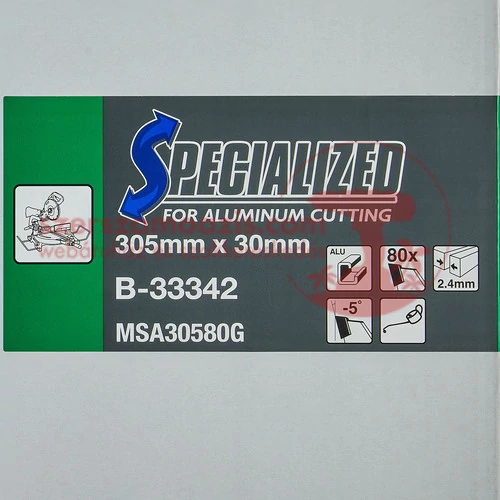 SPECIALIZED
FOR ALUMINUM CUTTING
305mm x 30mm
B-33342
MSA30580G
ALU
80x
2.4mm
-5°